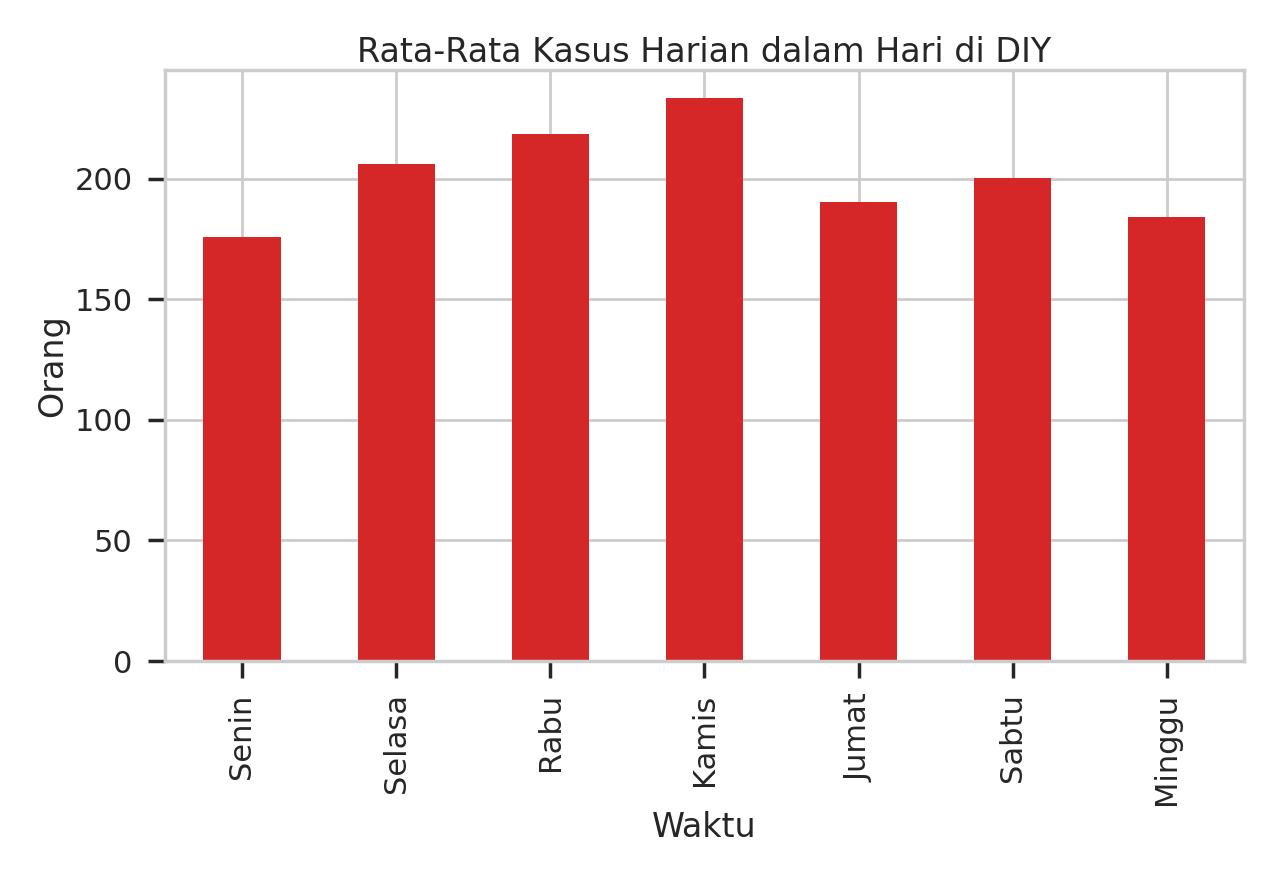 Rata-Rata Kasus Harian dalam Hari di DIY
Orang
200
150
100
50
0
Senin
Selasa
Rabu
Kamis
Jumat
Sabtu
Minggu
Waktu